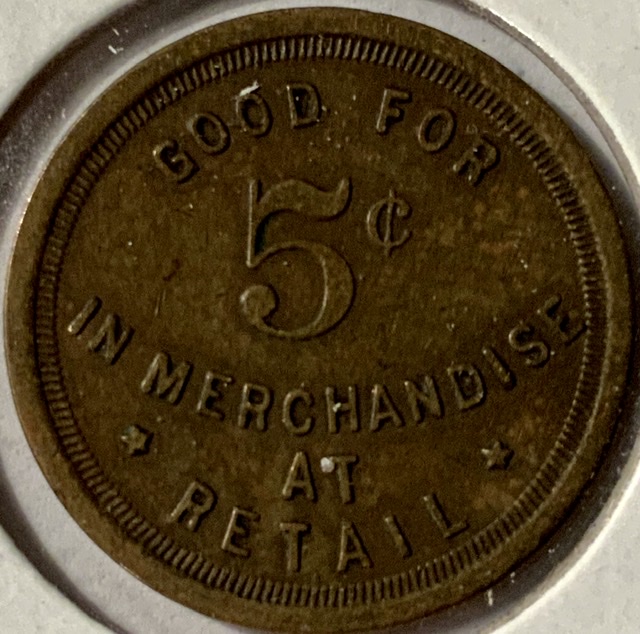 GOOD FOR
5¢
IN MERCHANDISE
AT
RETAIL